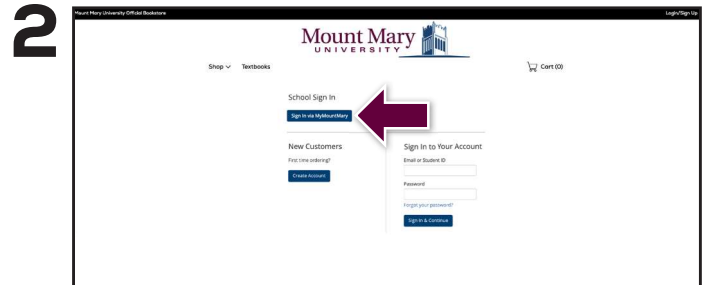 2
Mount Mary University Official Bookstore
Login/Sign Up
Mount Mary
UNIVERSITY
Shop Textbooks
Cart (0)
School Sign In
Sign in via MyMountMary
New Customers
First time ordering?
Create Account
Sign In to Your Account
Email or Student ID
Password
Forgot your password?
Sign In & Continue